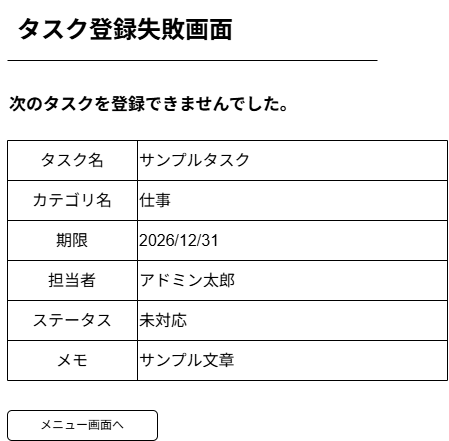 タスク登録失敗画面
次のタスクを登録できませんでした。
タスク名 サンプルタスク
カテゴリ名 仕事
期限 2026/12/31
担当者 アドミン太郎
ステータス 未対応
メモ サンプル文章
メニュー画面へ